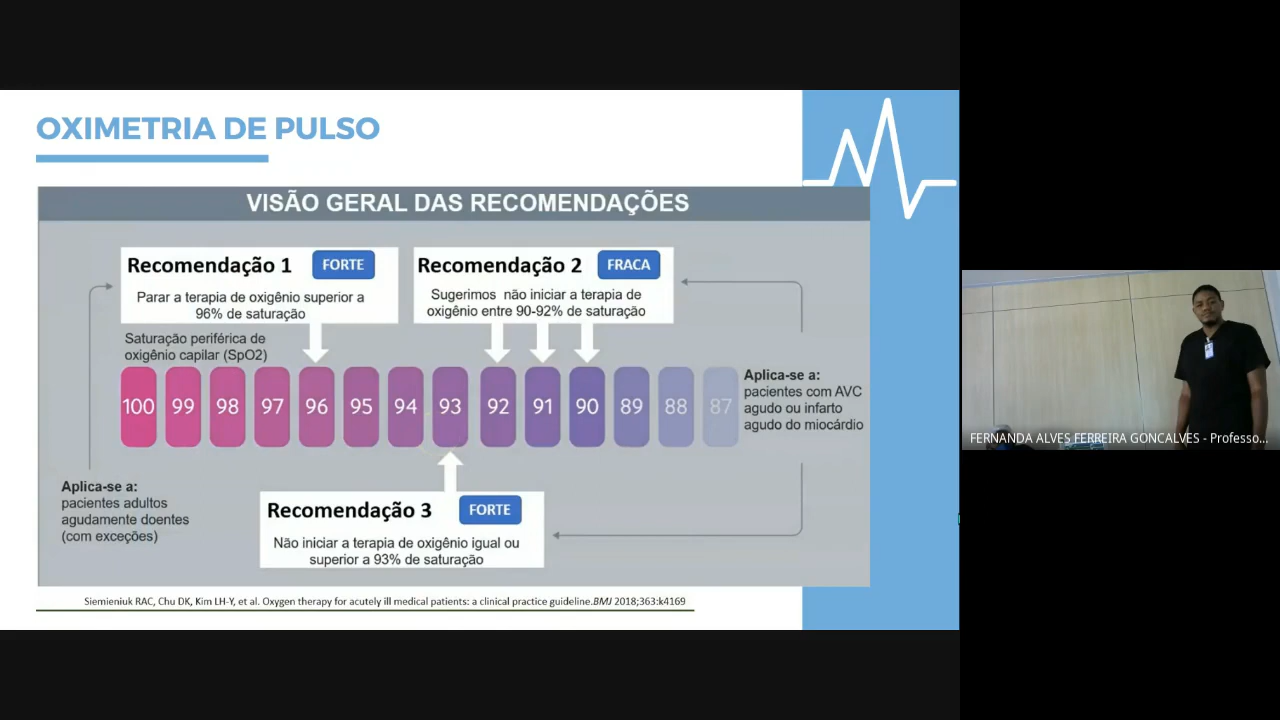 OXIMETRIA DE PULSO
VISÃO GERAL DAS RECOMENDAÇÕES
Recomendação 1 FORTE
Parar a terapia de oxigênio superior a
96% de saturação
Recomendação 2 FRACA
Sugerimos não iniciar a terapia de
oxigênio entre 90-92% de saturação
Saturação periférica de
oxigênio capilar (SpO2)
100 99 98 97 96 95 94 93 92 91 90 89 88 87
Aplica-se a:
pacientes com AVC
agudo ou infarto
agudo do miocárdio
Aplica-se a:
pacientes adultos
agudamente doentes
(com exceções)
Recomendação 3 FORTE
Não iniciar a terapia de oxigênio igual ou
superior a 93% de saturação
Siemieniuk RAC, Chu DK, Kim LH-Y, et al. Oxygen therapy for acutely ill medical patients: a clinical practice guideline.BMJ 2018;363:k4169
FERNANDA ALVES FERREIRA GONCALVES - Professo...